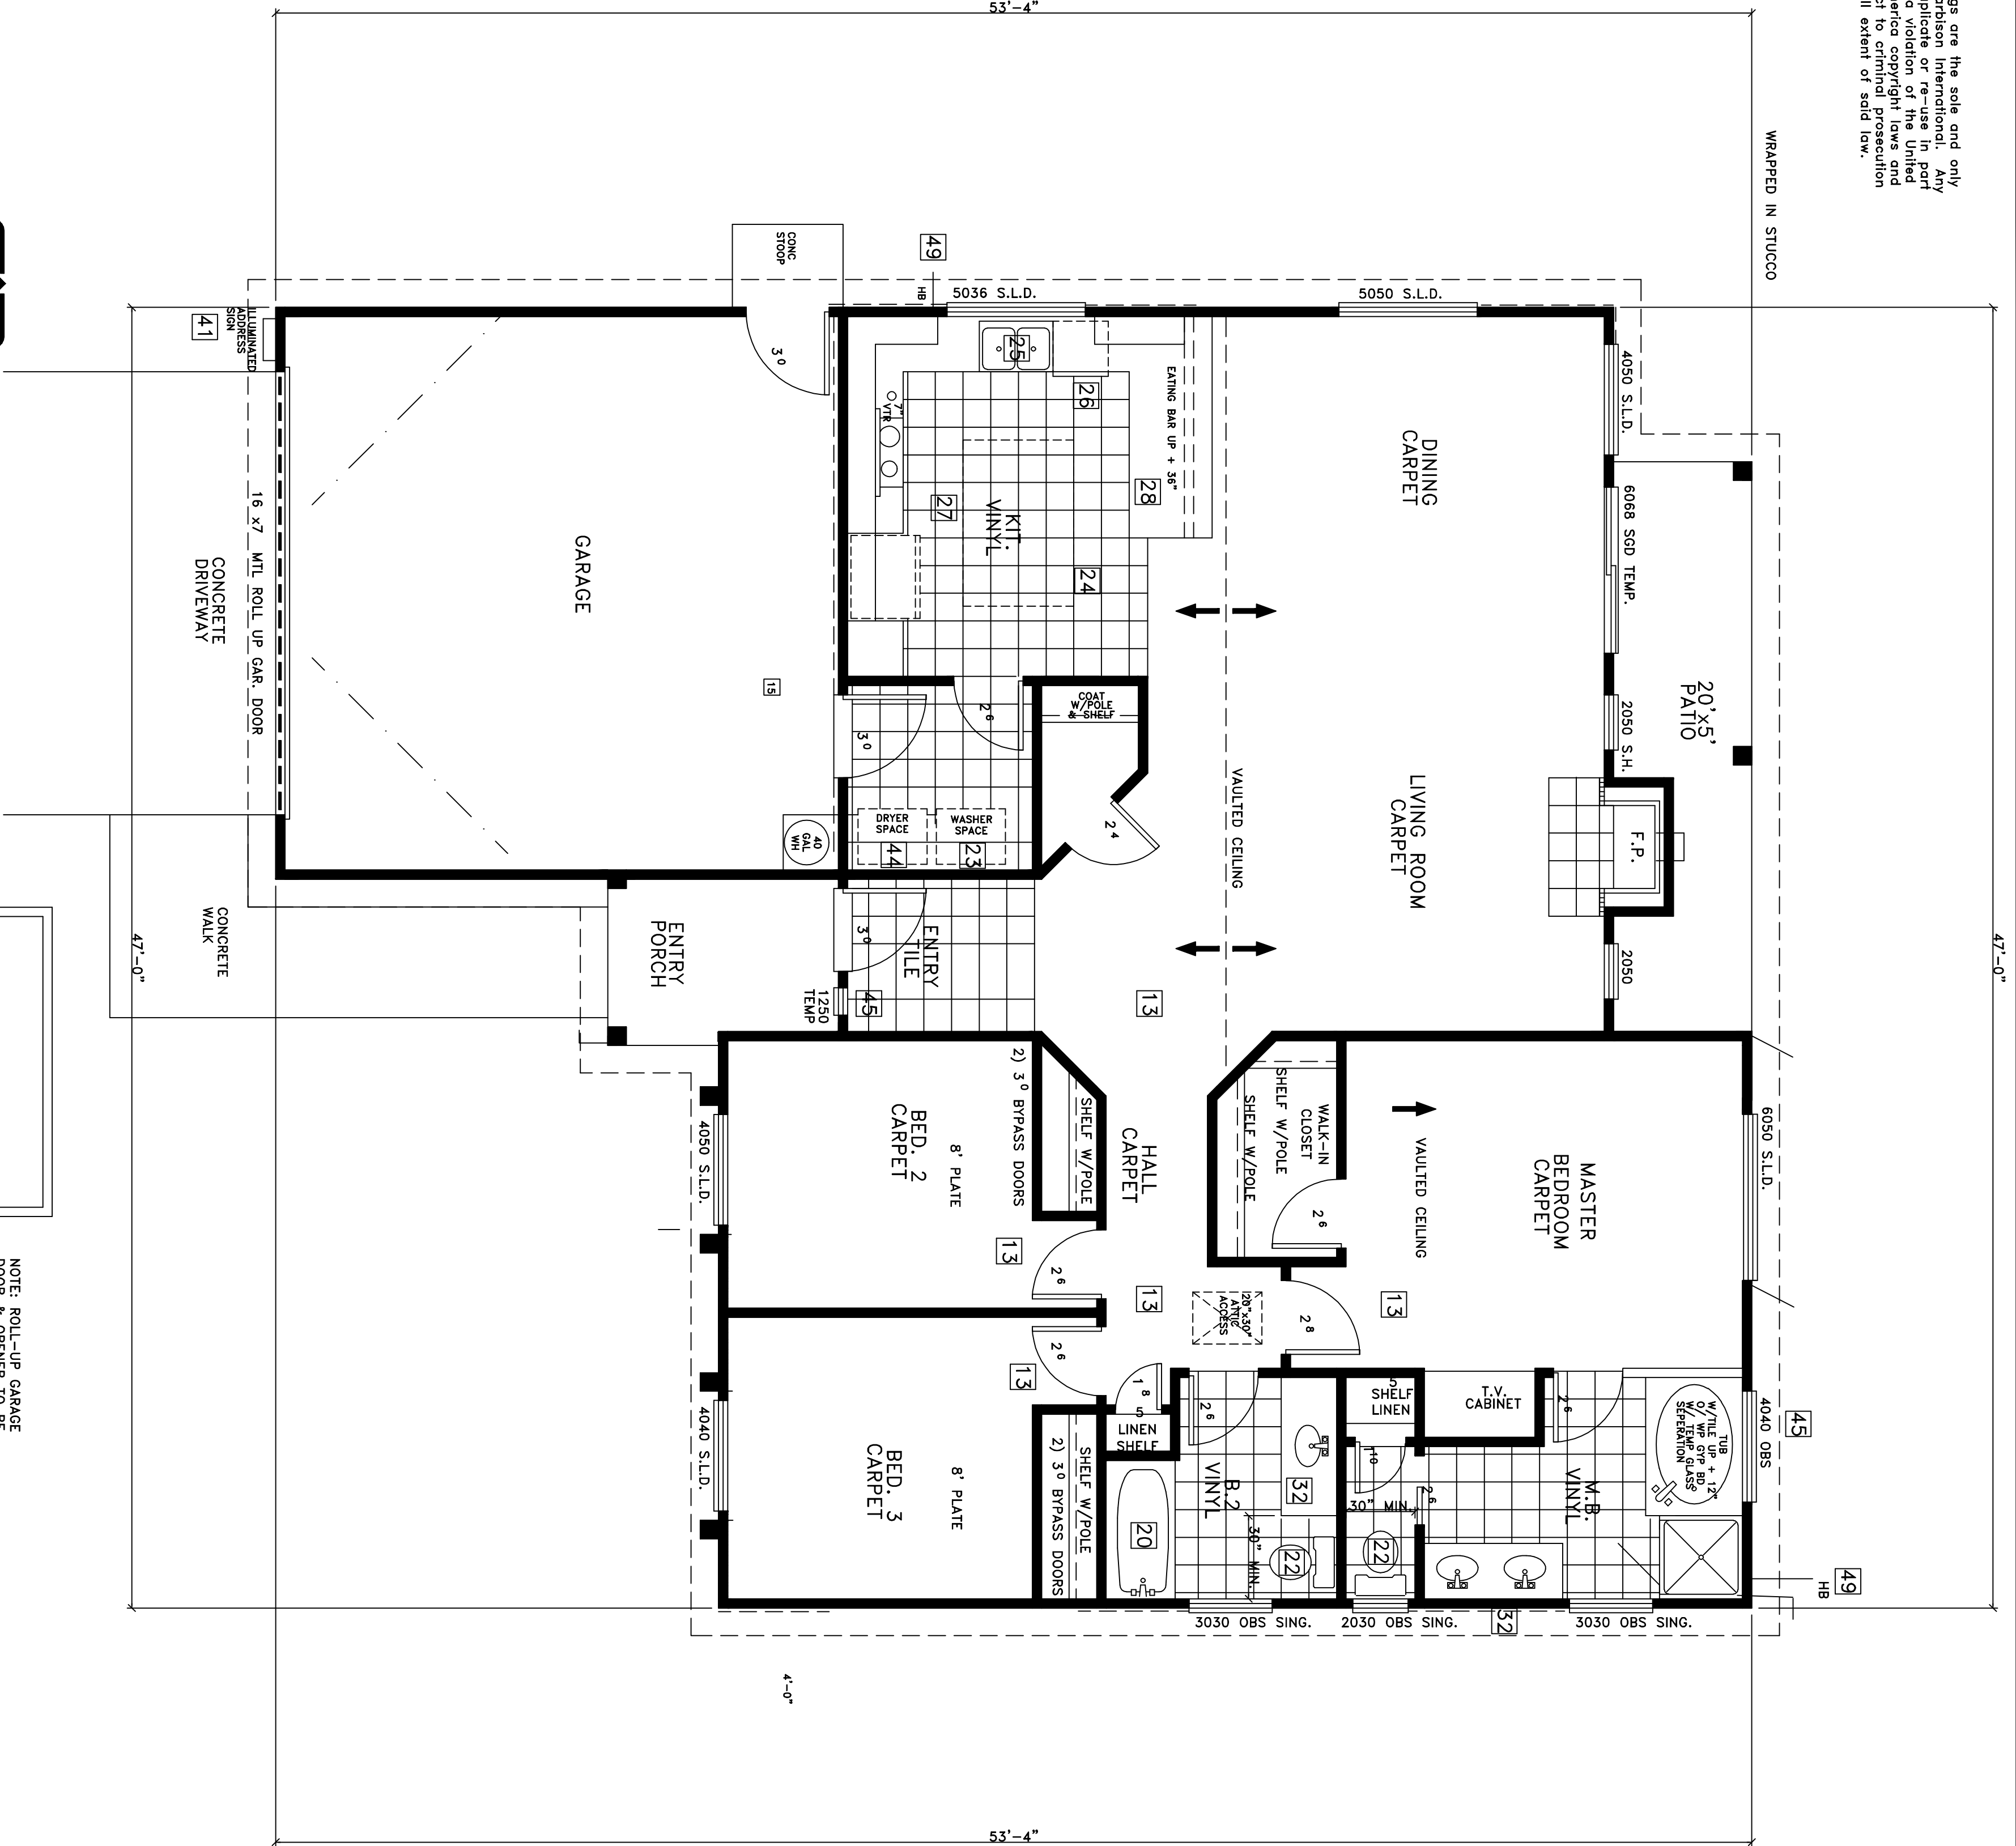 gs are the sole and only
arbison International. Any
uplicate or re-use in part
a violation of the United
nerica copyright laws and
ct to criminal prosecution
ll extent of said law.
WRAPPED IN STUCCO
53'-4"
47'-0"
6050 S.L.D.
4040 OBS
45
49
HB
20'x5'
PATIO
4050 S.L.D.
6068 SGD TEMP.
2050 S.H.
F.P.
2050
DINING
CARPET
LIVING ROOM
CARPET
VAULTED CEILING
MASTER
BEDROOM
CARPET
VAULTED CEILING
13
WALK-IN
CLOSET
SHELF W/POLE
SHELF W/POLE
2 6
2 8
TUB
W/TILE UP + 12"
O/ WP GYP BD
W/ TEMP GLASS
SEPERATION
M.B.
VINYL
2 6
T.V.
CABINET
5
SHELF
LINEN
1 10
2 6
30" MIN.
22
32
3030 OBS SING.
2030 OBS SING.
3030 OBS SING.
B.2
VINYL
32
22
30" MIN.
20
2 6
1 8
5
LINEN
SHELF
20"x30"
ATTIC
ACCESS
HALL
CARPET
13
13
5050 S.L.D.
5036 S.L.D.
49
HB
EATING BAR UP + 36"
28
26
25
24
27
KIT.
VINYL
7"
VTR
COAT
W/POLE
& SHELF
2 4
2 6
3 0
WASHER
SPACE
23
DRYER
SPACE
44
40
GAL
WH
15
ENTRY
TILE
3 0
45
1250
TEMP
ENTRY
PORCH
SHELF W/POLE
2) 3 0 BYPASS DOORS
BED. 2
CARPET
8' PLATE
13
2 6
4050 S.L.D.
2 6
13
SHELF W/POLE
2) 3 0 BYPASS DOORS
BED. 3
CARPET
8' PLATE
4040 S.L.D.
CONC
STOOP
3 0
GARAGE
16 x7 MTL ROLL UP GAR. DOOR
ILLUMINATED
ADDRESS
SIGN
41
CONCRETE
DRIVEWAY
CONCRETE
WALK
47'-0"
4'-0"
53'-4"
NOTE: ROLL-UP GARAGE
DOOR & OPENER TO BE